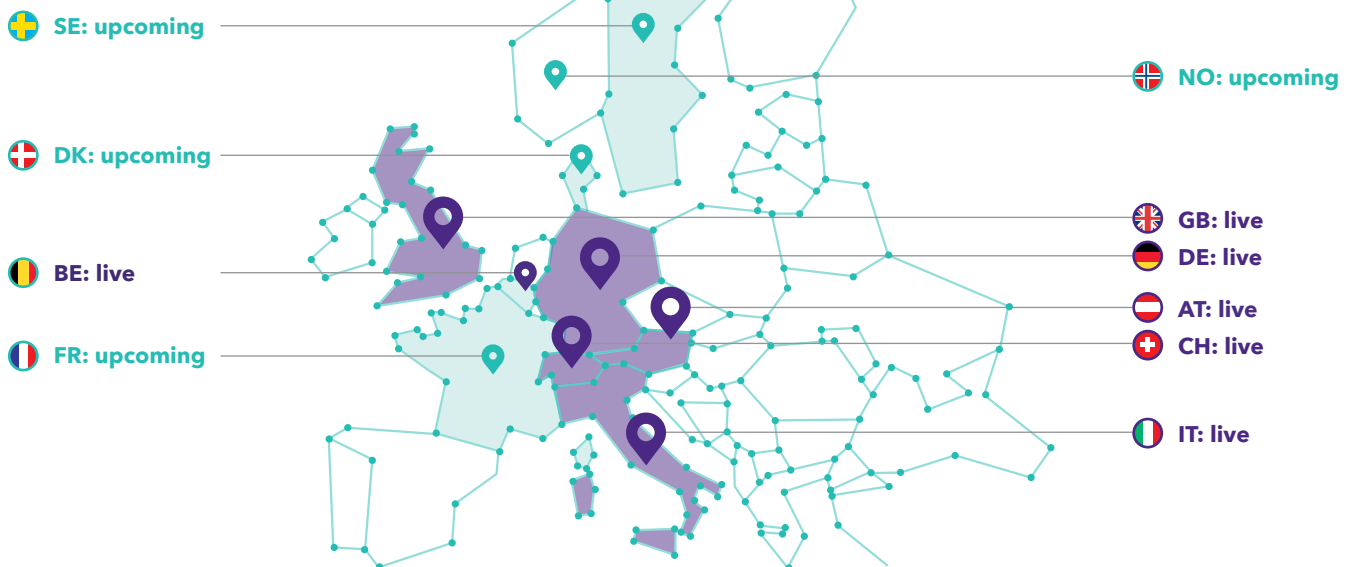 SE: upcoming
NO: upcoming
DK: upcoming
GB: live
DE: live
BE: live
AT: live
CH: live
FR: upcoming
IT: live